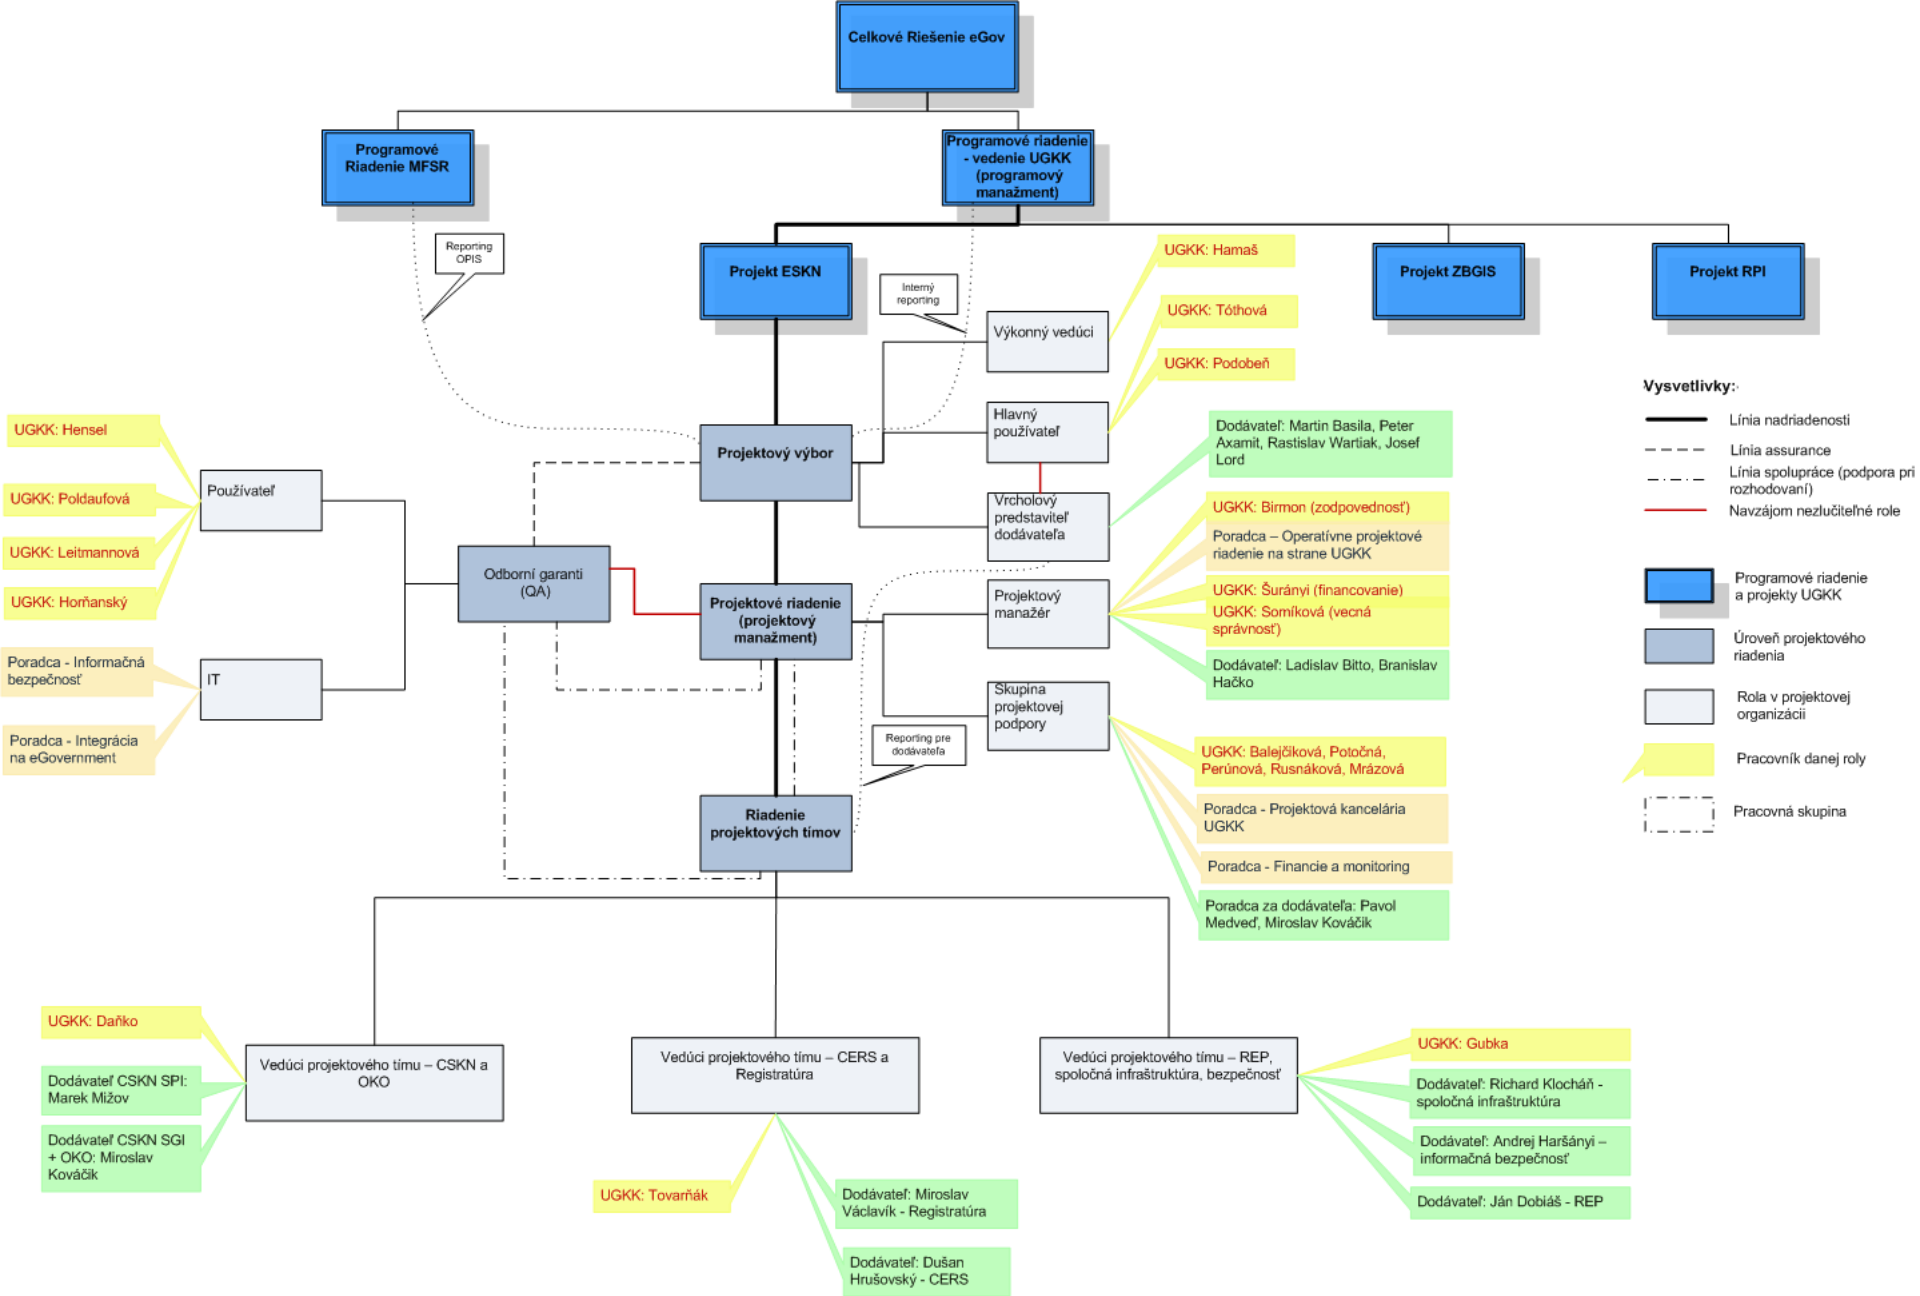 Celkové Riešenie eGov
Programové
Riadenie MFSR
Programové riadenie
- vedenie UGKK
(programový
manažment)
Reporting
OPIS
Projekt ESKN
Interný
reporting
UGKK: Hamaš
Projekt ZBGIS
Projekt RPI
Výkonný vedúci
UGKK: Tóthová
UGKK: Podobeň
Hlavný
používateľ
Vysvetlivky:
Línia nadriadenosti
Línia assurance
Línia spolupráce (podpora pri
rozhodovaní)
Navzájom nezlučiteľné role
Programové riadenie
a projekty UGKK
Úroveň projektového
riadenia
Rola v projektovej
organizácii
Pracovník danej roly
Pracovná skupina
UGKK: Hensel
UGKK: Poldaufová
UGKK: Leitmannová
UGKK: Horňanský
Používateľ
Projektový výbor
Dodávateľ: Martin Basila, Peter
Axamit, Rastislav Wartiak, Josef
Lord
Vrcholový
predstaviteľ
dodávateľa
UGKK: Birmon (zodpovednosť)
Poradca – Operatívne projektové
riadenie na strane UGKK
UGKK: Šurányi (financovanie)
UGKK: Somíková (vecná
správnosť)
Dodávateľ: Ladislav Bitto, Branislav
Hačko
Odborní garanti
(QA)
Projektové riadenie
(projektový
manažment)
Projektový
manažér
Poradca - Informačná
bezpečnosť
IT
Poradca - Integrácia
na eGovernment
Skupina
projektovej
podpory
Reporting pre
dodávateľa
UGKK: Balejčiková, Potočná,
Perúnová, Rusnáková, Mrázová
Poradca - Projektová kancelária
UGKK
Poradca - Financie a monitoring
Poradca za dodávateľa: Pavol
Medveď, Miroslav Kováčik
Riadenie
projektových tímov
UGKK: Daňko
Dodávateľ CSKN SPI:
Marek Mižov
Dodávateľ CSKN SGI
+ OKO: Miroslav
Kováčik
Vedúci projektového tímu – CSKN a
OKO
Vedúci projektového tímu – CERS a
Registratúra
Vedúci projektového tímu – REP,
spoločná infraštruktúra, bezpečnosť
UGKK: Gubka
Dodávateľ: Richard Klocháň -
spoločná infraštruktúra
Dodávateľ: Andrej Haršányi –
informačná bezpečnosť
Dodávateľ: Ján Dobiáš - REP
UGKK: Tovarňák
Dodávateľ: Miroslav
Václavík - Registratúra
Dodávateľ: Dušan
Hrušovský - CERS